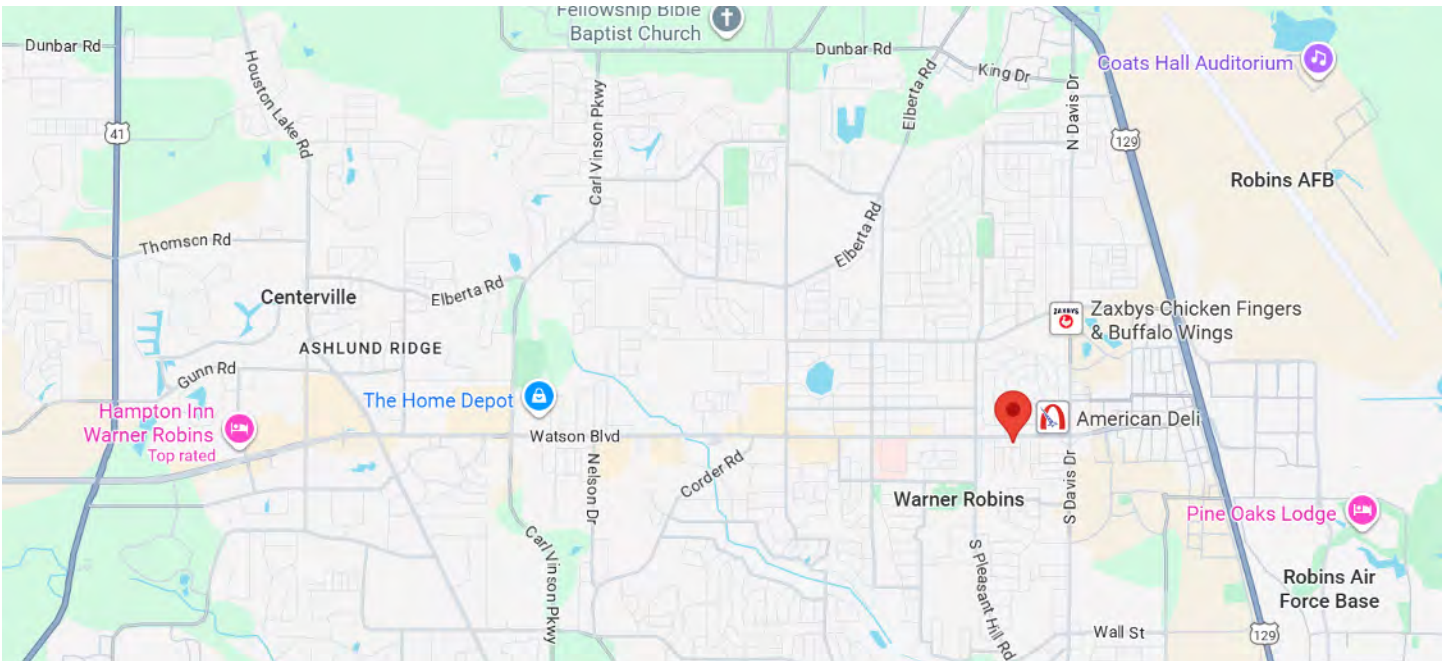 Fellowship Bible
Baptist Church
Dunbar Rd
Dunbar Rd
King Dr
Coats Hall Auditorium
Houston Lake Rd
Carl Vinson Pkwy
Elberta Rd
N Davis Dr
41
129
Robins AFB
Thomson Rd
Elberta Rd
Centerville
Elberta Rd
ZAXBYS
Zaxbys Chicken Fingers
& Buffalo Wings
ASHLUND RIDGE
Gunn Rd
The Home Depot
Hampton Inn
Warner Robins
Top rated
American Deli
Watson Blvd
Nelson Dr
Corder Rd
S Davis Dr
Warner Robins
Pine Oaks Lodge
Carl Vinson Pkwy
S Pleasant Hill Rd
Robins Air
Force Base
Wall St
129